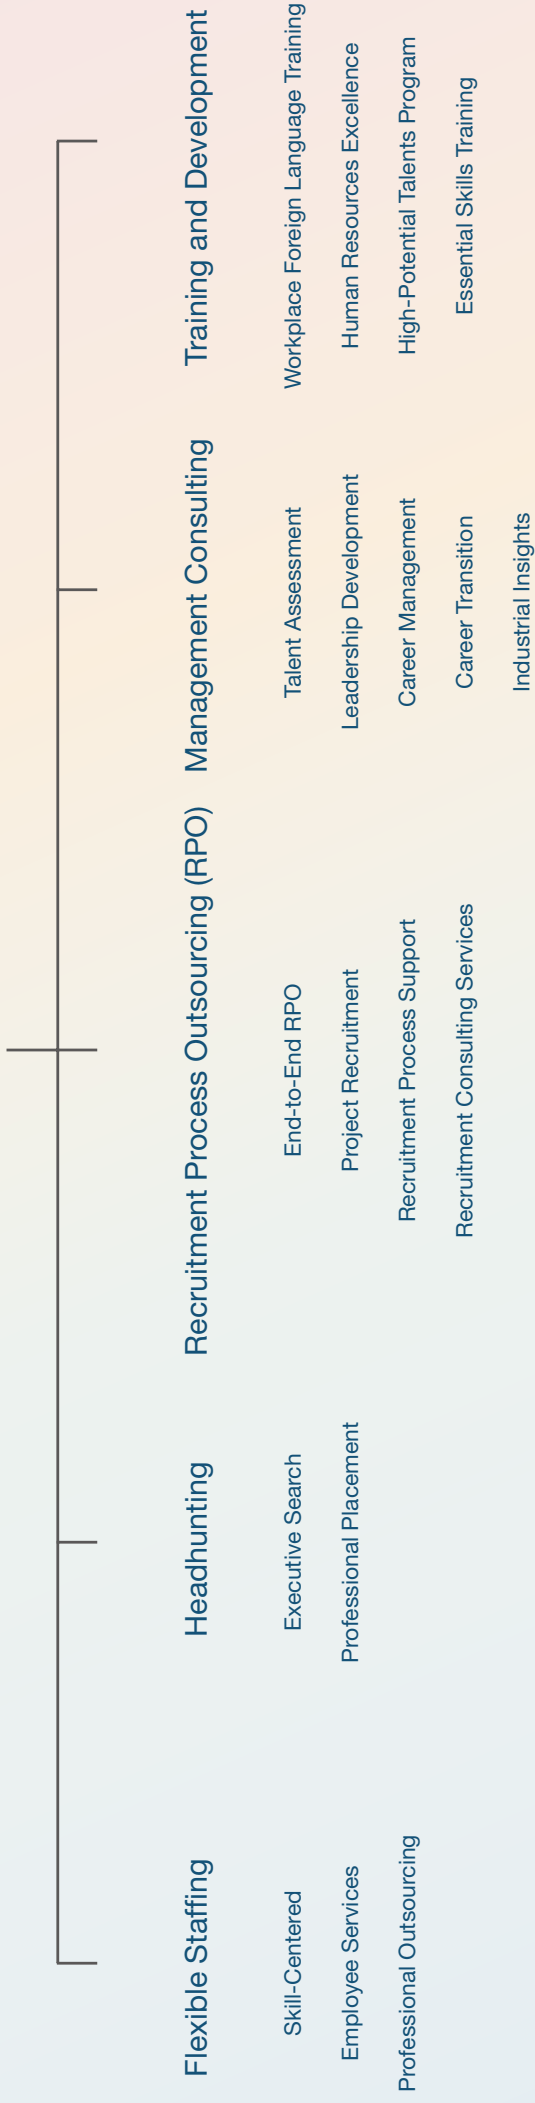 Flexible Staffing
Skill-Centered
Employee Services
Professional Outsourcing
Headhunting
Executive Search
Professional Placement
Recruitment Process Outsourcing (RPO)
End-to-End RPO
Project Recruitment
Recruitment Process Support
Recruitment Consulting Services
Management Consulting
Talent Assessment
Leadership Development
Career Management
Career Transition
Industrial Insights
Training and Development
Workplace Foreign Language Training
Human Resources Excellence
High-Potential Talents Program
Essential Skills Training